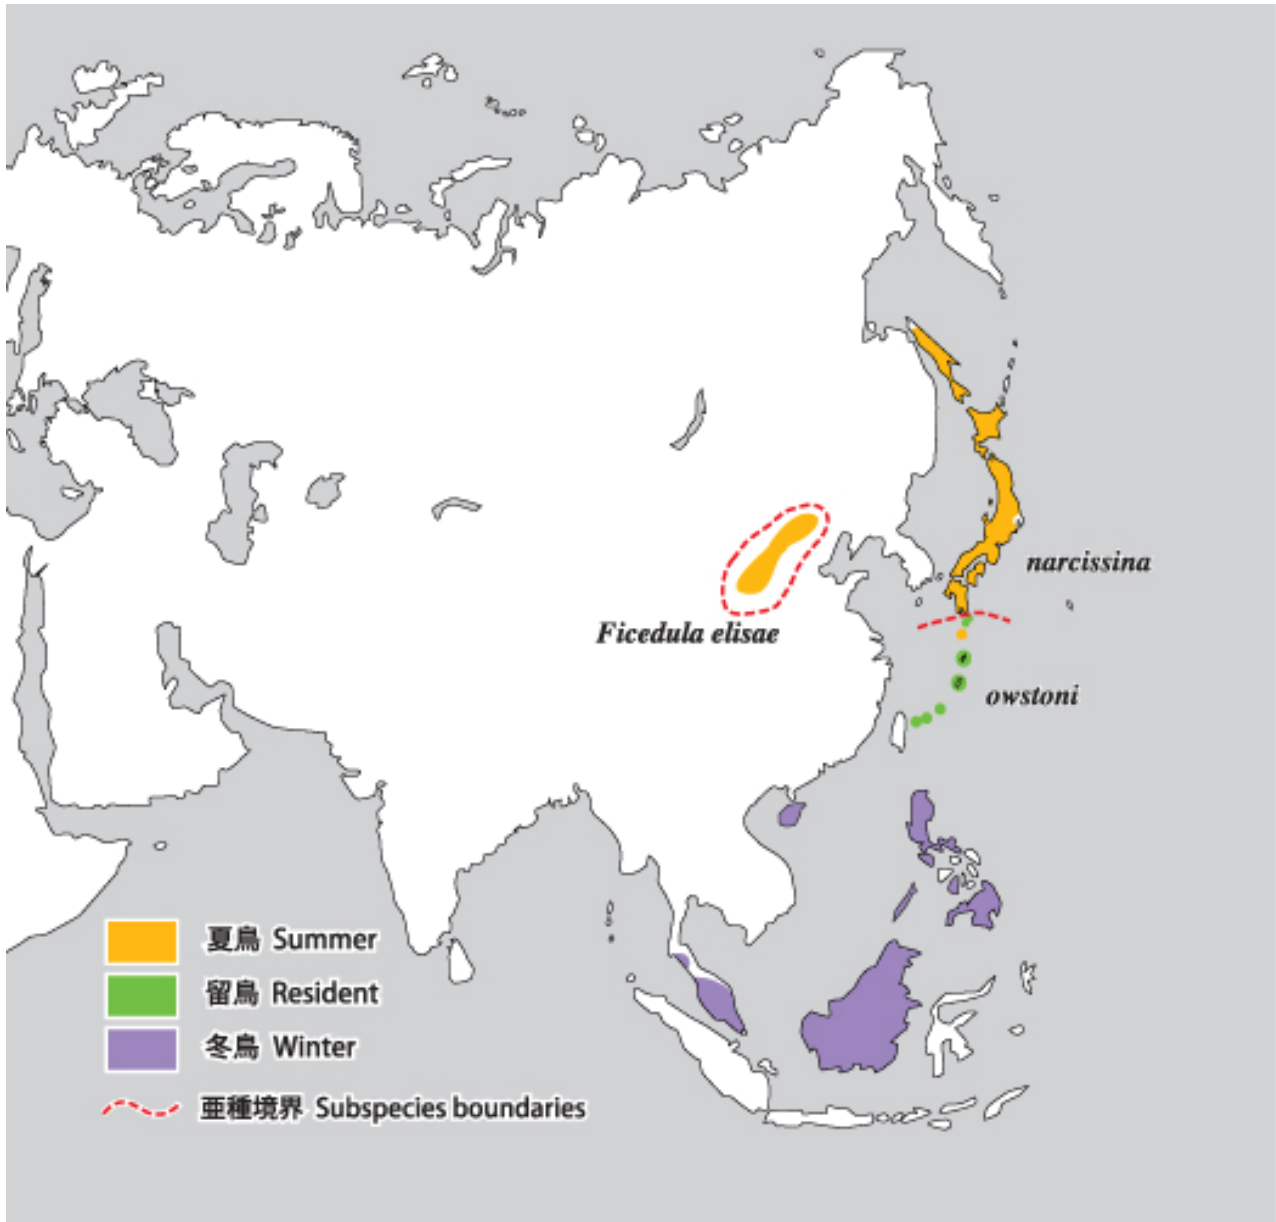 narcissina
Ficedula elisae
owstoni
夏鳥 Summer
留鳥 Resident
冬鳥 Winter
亜種境界 Subspecies boundaries